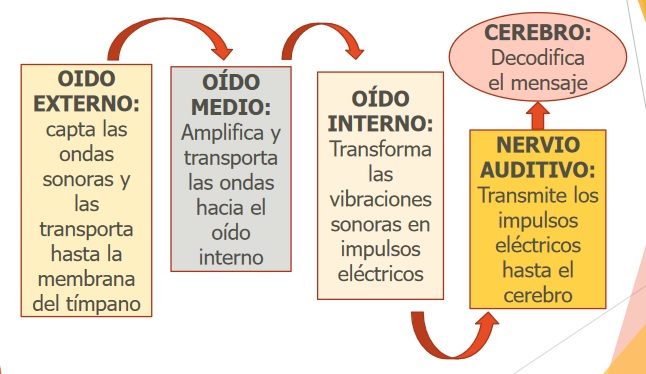 OIDO
EXTERNO:
capta las
ondas
sonoras y
las
transporta
hasta la
membrana
del tímpano
OÍDO
MEDIO:
Amplifica y
transporta
las ondas
hacia el
oído
interno
OÍDO
INTERNO:
Transforma
las
vibraciones
sonoras en
impulsos
eléctricos
NERVIO
AUDITIVO:
Transmite los
impulsos
eléctricos
hasta el
cerebro
CEREBRO:
Decodifica
el mensaje